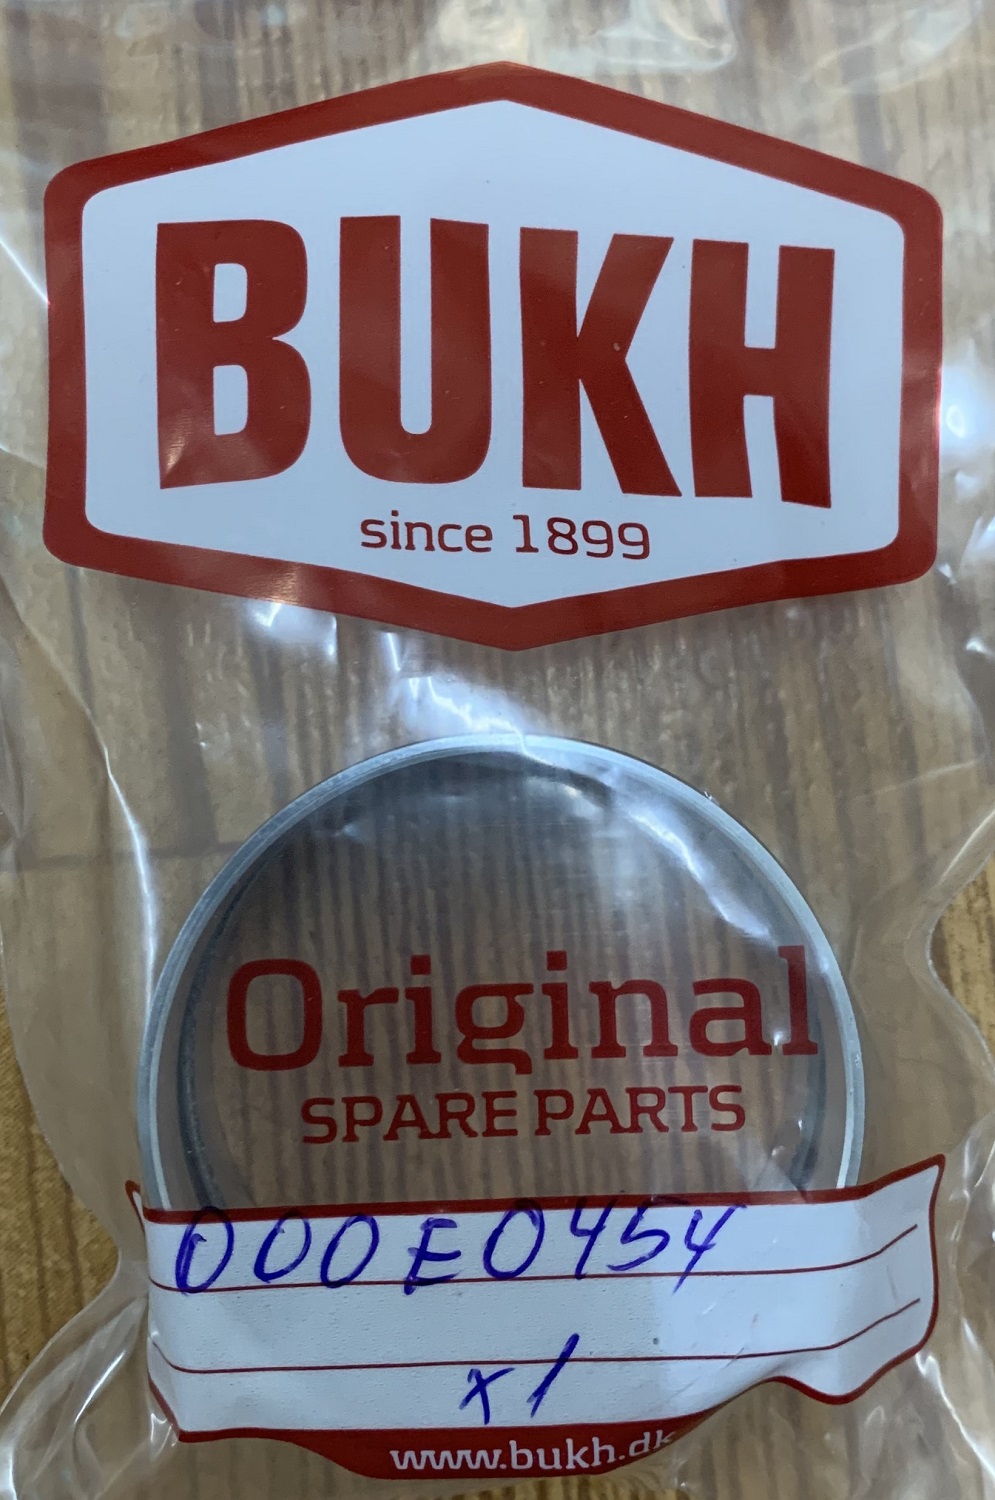 BUKH
since 1899
Original
SPARE PARTS
000E0454
x1
www.bukh.dk